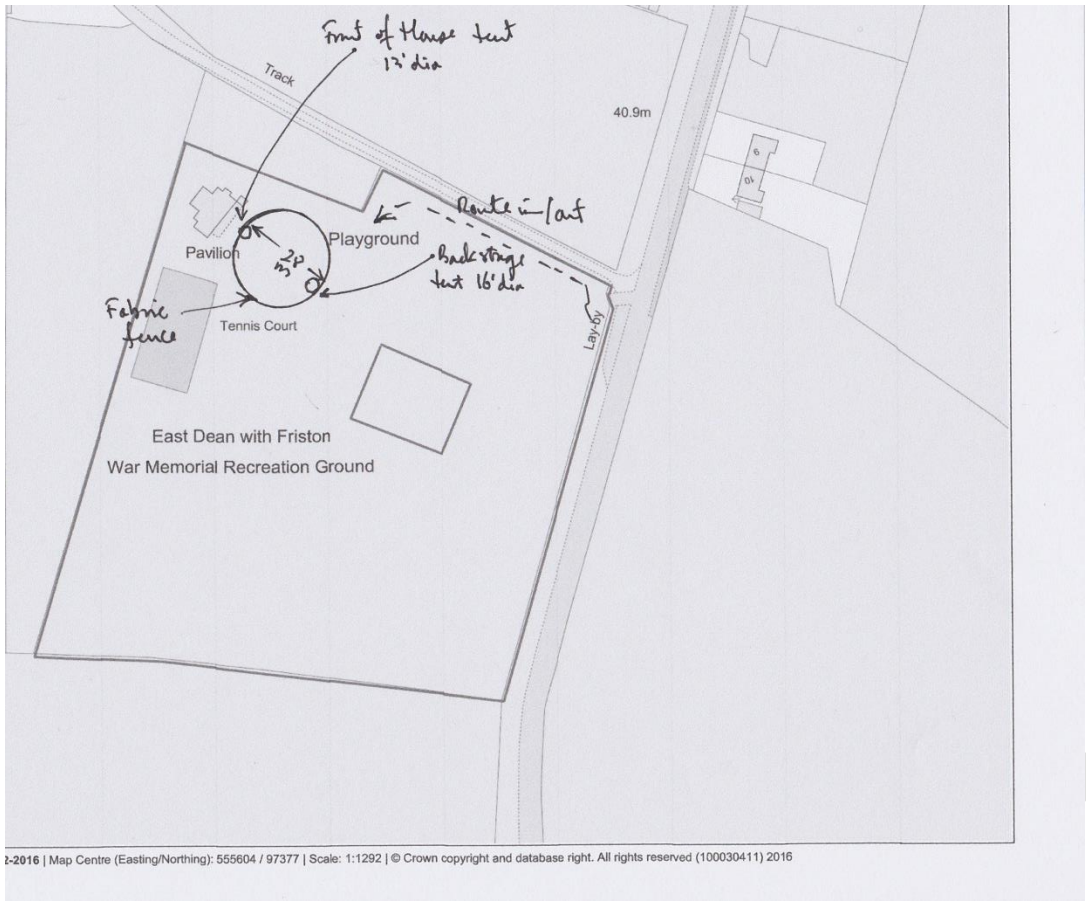 Front of House tent
13' dia
Track
40.9m
9
10
Route in/out
Playground
Pavilion
28
m
Backstage
tent 16' dia
Fabric
fence
Tennis Court
Lay-by
East Dean with Friston
War Memorial Recreation Ground
2-2016 | Map Centre (Easting/Northing): 555604 / 97377 | Scale: 1:1292 | © Crown copyright and database right. All rights reserved (100030411) 2016